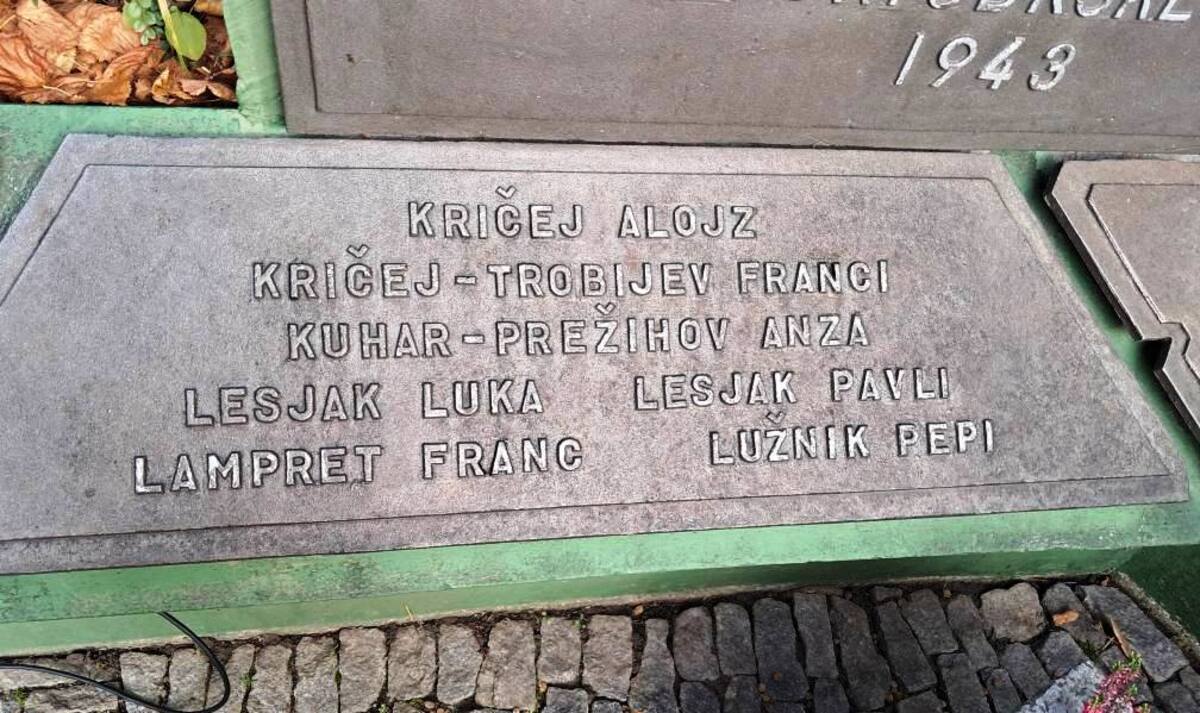 1943
KRIČEJ ALOJZ
KRIČEJ-TROBIJEV FRANCI
KUHAR-PREŽIHOV ANZA
LESJAK LUKA LESJAK PAVLI
LAMPRET FRANC LUŽNIK PEPI